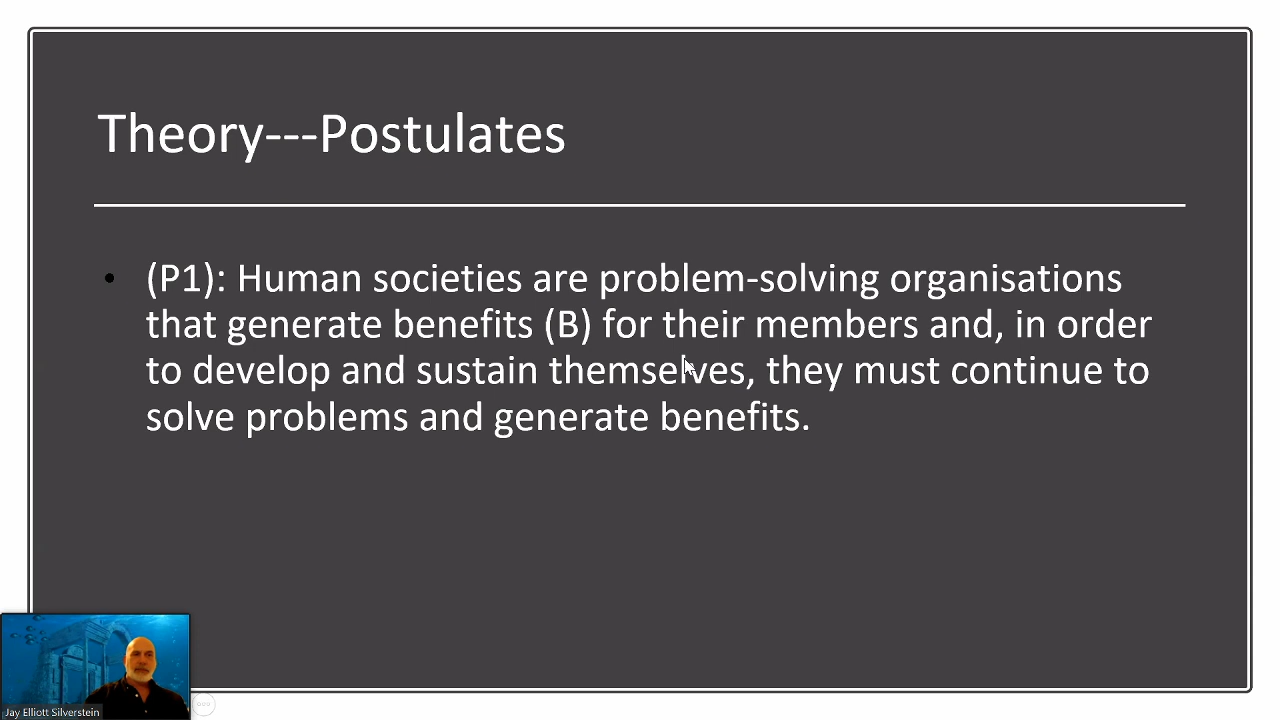 Theory---Postulates
• (P1): Human societies are problem-solving organisations
that generate benefits (B) for their members and, in order
to develop and sustain themselves, they must continue to
solve problems and generate benefits.
Jay Elliott Silverstein